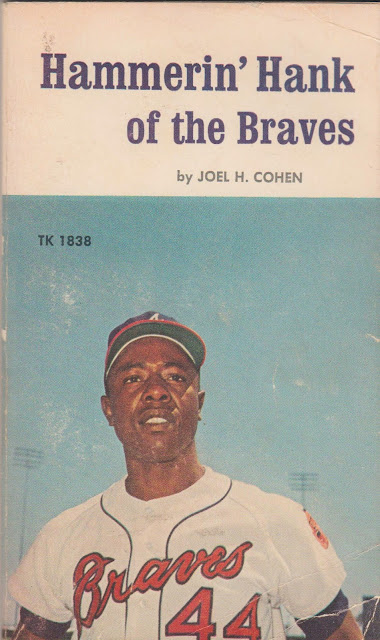 Hammerin' Hank
of the Braves
by JOEL H. COHEN
TK 1838
A
Braves
44